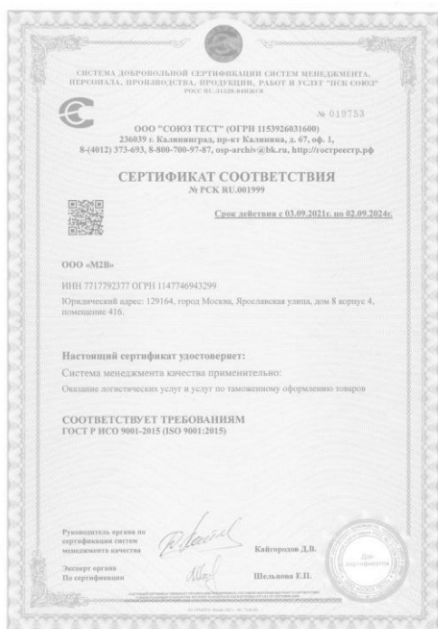 СИСТЕМА ДОБРОВОЛЬНОЙ СЕРТИФИКАЦИИ СИСТЕМ МЕНЕДЖМЕНТА,
ПЕРСОНАЛА, ПРОИЗВОДСТВА, ПРОДУКЦИИ, РАБОТ И УСЛУГ "ПСК СОЮЗ"
№ 019753
ООО "СОЮЗ ТЕСТ" (ОГРН 1153926031600)
236039 г. Калининград, пр-кт Калинина, д. 67, оф. 1,
8-(4012) 373-693, 8-800-700-97-87, osp-archiv@bk.ru, http://ростреестр.рф
СЕРТИФИКАТ СООТВЕТСТВИЯ
№ РСК RU.001999
Срок действия с 03.09.2021г. по 02.09.2024г.
ООО «М2В»
ИНН 7717792377 ОГРН 1147746943299
Юридический адрес: 129164, город Москва, Ярославская улица, дом 8 корпус 4,
помещение 416.
Настоящий сертификат удостоверяет:
Система менеджмента качества применительно:
Оказание логистических услуг и услуг по таможенному оформлению товаров
СООТВЕТСТВУЕТ ТРЕБОВАНИЯМ
ГОСТ Р ИСО 9001-2015 (ISO 9001:2015)
Руководитель органа по
сертификации систем
менеджмента качества
Кайгородов Д.В.
Эксперт органа
По сертификации
Шельпова Е.П.
Для
сертификатов